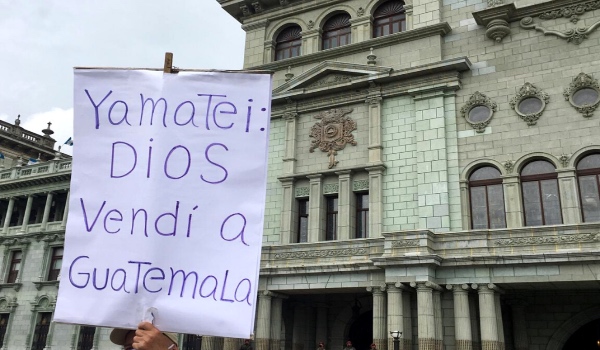 YamaTei:
DIOS
Vendí a
GuaTemaLa